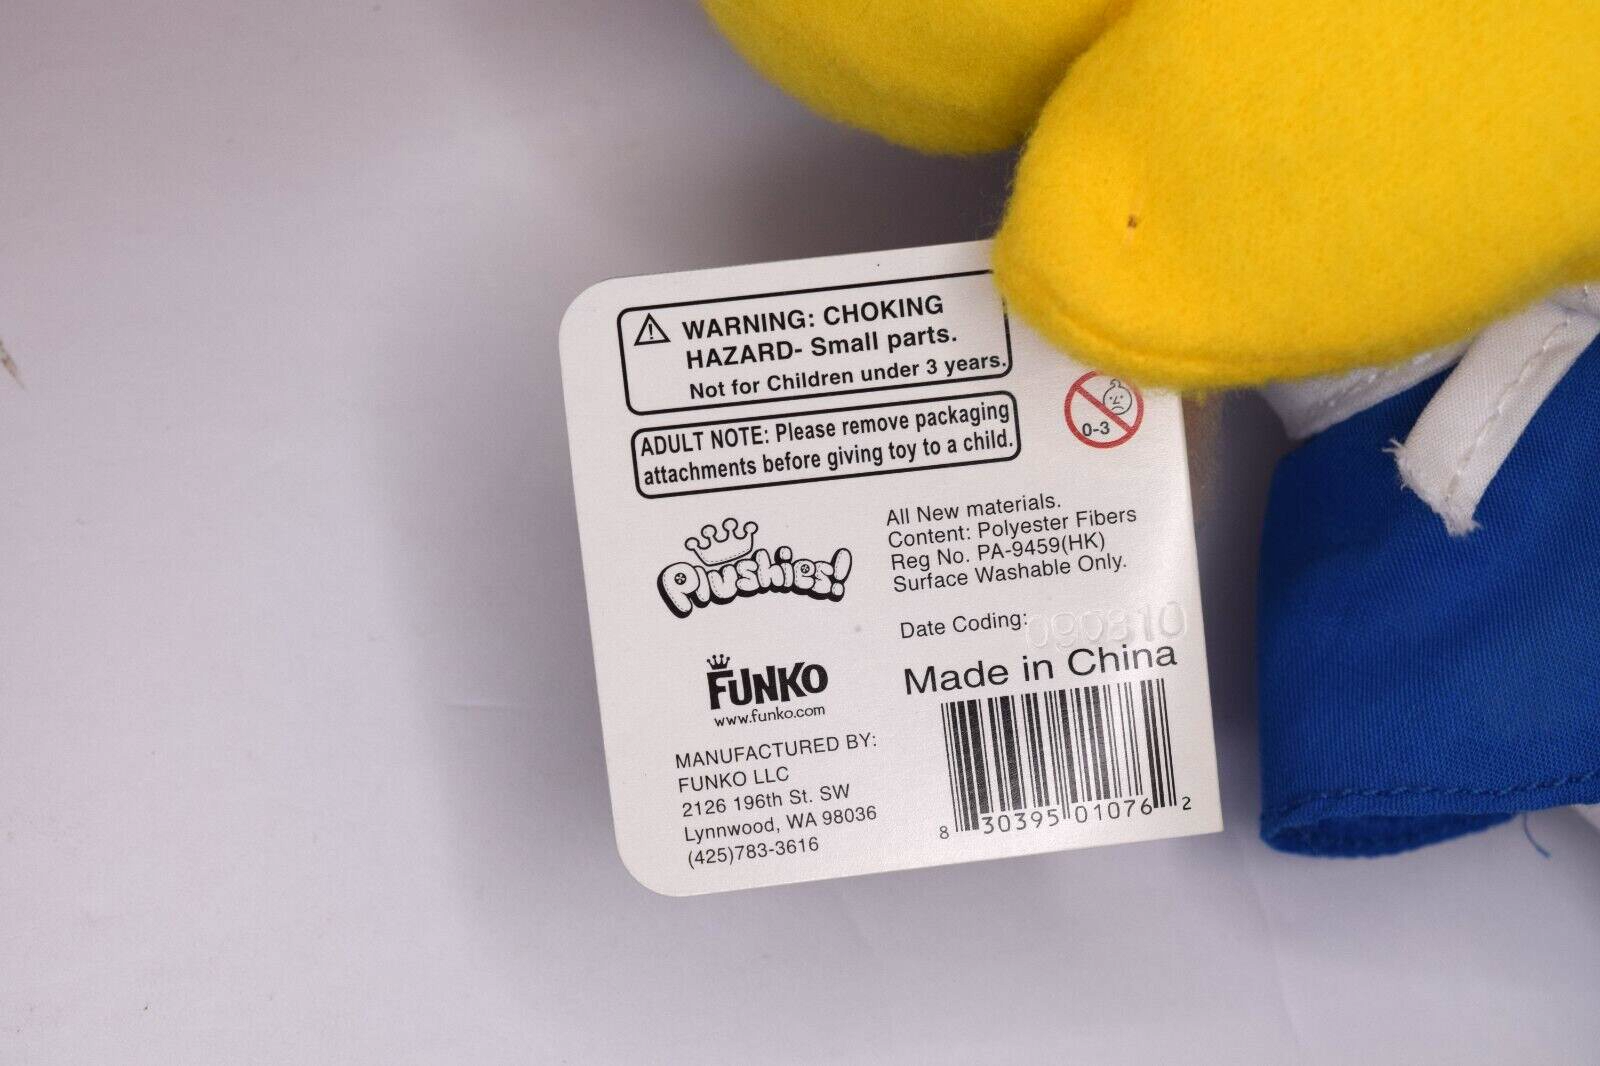 WARNING: CHOKING
HAZARD- Small parts.
Not for Children under 3 years.
ADULT NOTE: Please remove packaging
attachments before giving toy to a child.
0-3
Plushies!
All New materials.
Content: Polyester Fibers
Reg No. PA-9459(HK)
Surface Washable Only.
Date Coding:
Made in China
FUNKO
www.funko.com
MANUFACTURED BY:
FUNKO LLC
2126 196th St. SW
Lynnwood, WA 98036
(425)783-3616
8 30395 01076 2